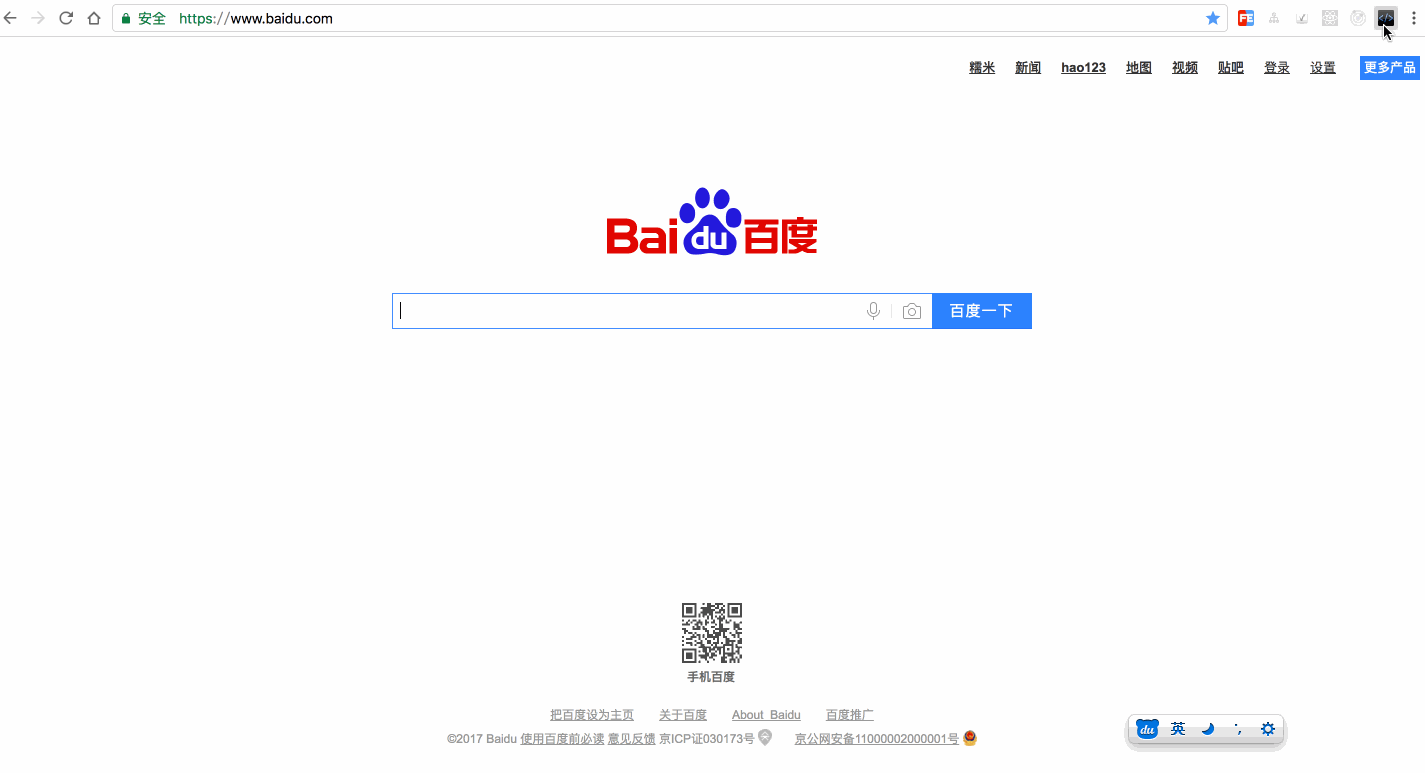 安全 https://www.baidu.com
FE </>
糯米 新闻 hao123 地图 视频 贴吧 登录 设置 更多产品
Bai du 百度
百度一下
手机百度
把百度设为主页 关于百度 About Baidu 百度推广
©2017 Baidu 使用百度前必读 意见反馈 京ICP证030173号 京公网安备11000002000001号
du 英 ;